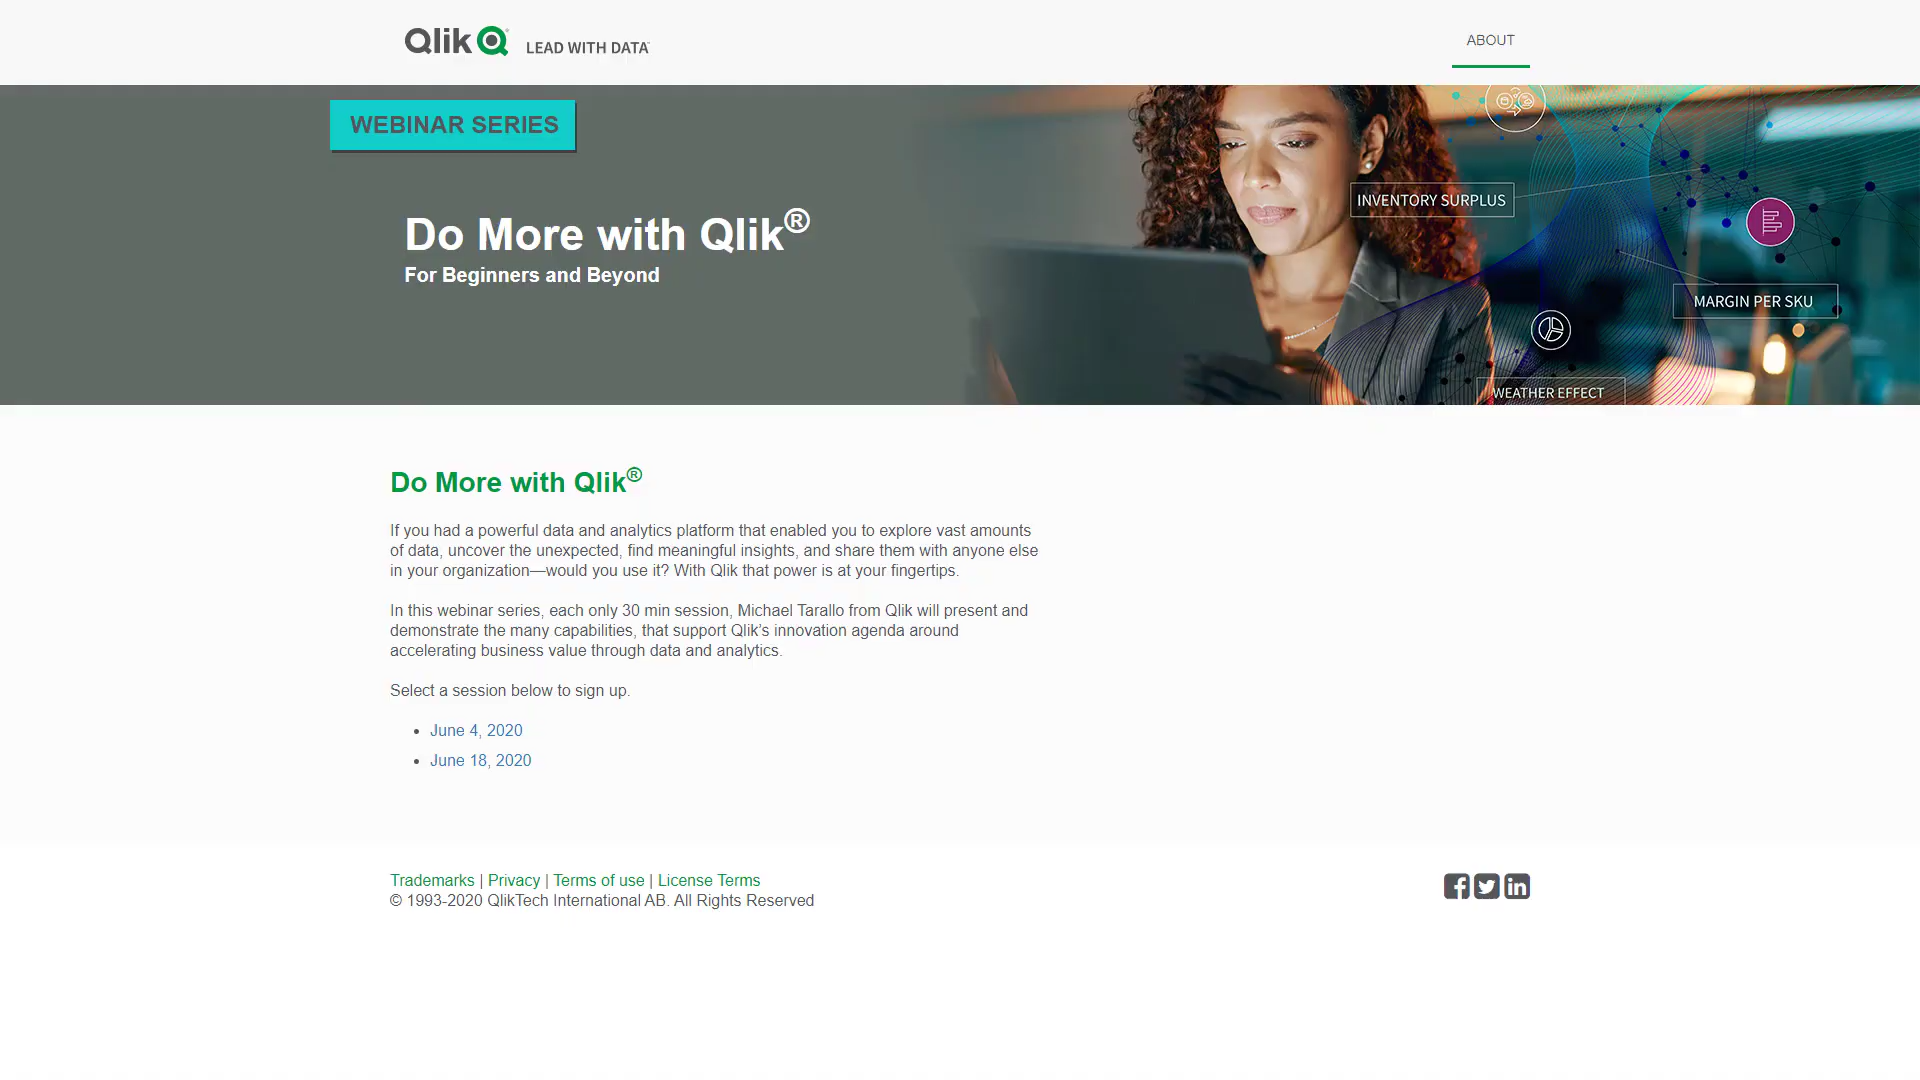 Qlik LEAD WITH DATA
ABOUT
WEBINAR SERIES
Do More with Qlik®
For Beginners and Beyond
INVENTORY SURPLUS
MARGIN PER SKU
WEATHER EFFECT
Do More with Qlik®
If you had a powerful data and analytics platform that enabled you to explore vast amounts
of data, uncover the unexpected, find meaningful insights, and share them with anyone else
in your organization—would you use it? With Qlik that power is at your fingertips.
In this webinar series, each only 30 min session, Michael Tarallo from Qlik will present and
demonstrate the many capabilities, that support Qlik’s innovation agenda around
accelerating business value through data and analytics.
Select a session below to sign up.
• June 4, 2020
• June 18, 2020
Trademarks | Privacy | Terms of use | License Terms
© 1993-2020 QlikTech International AB. All Rights Reserved